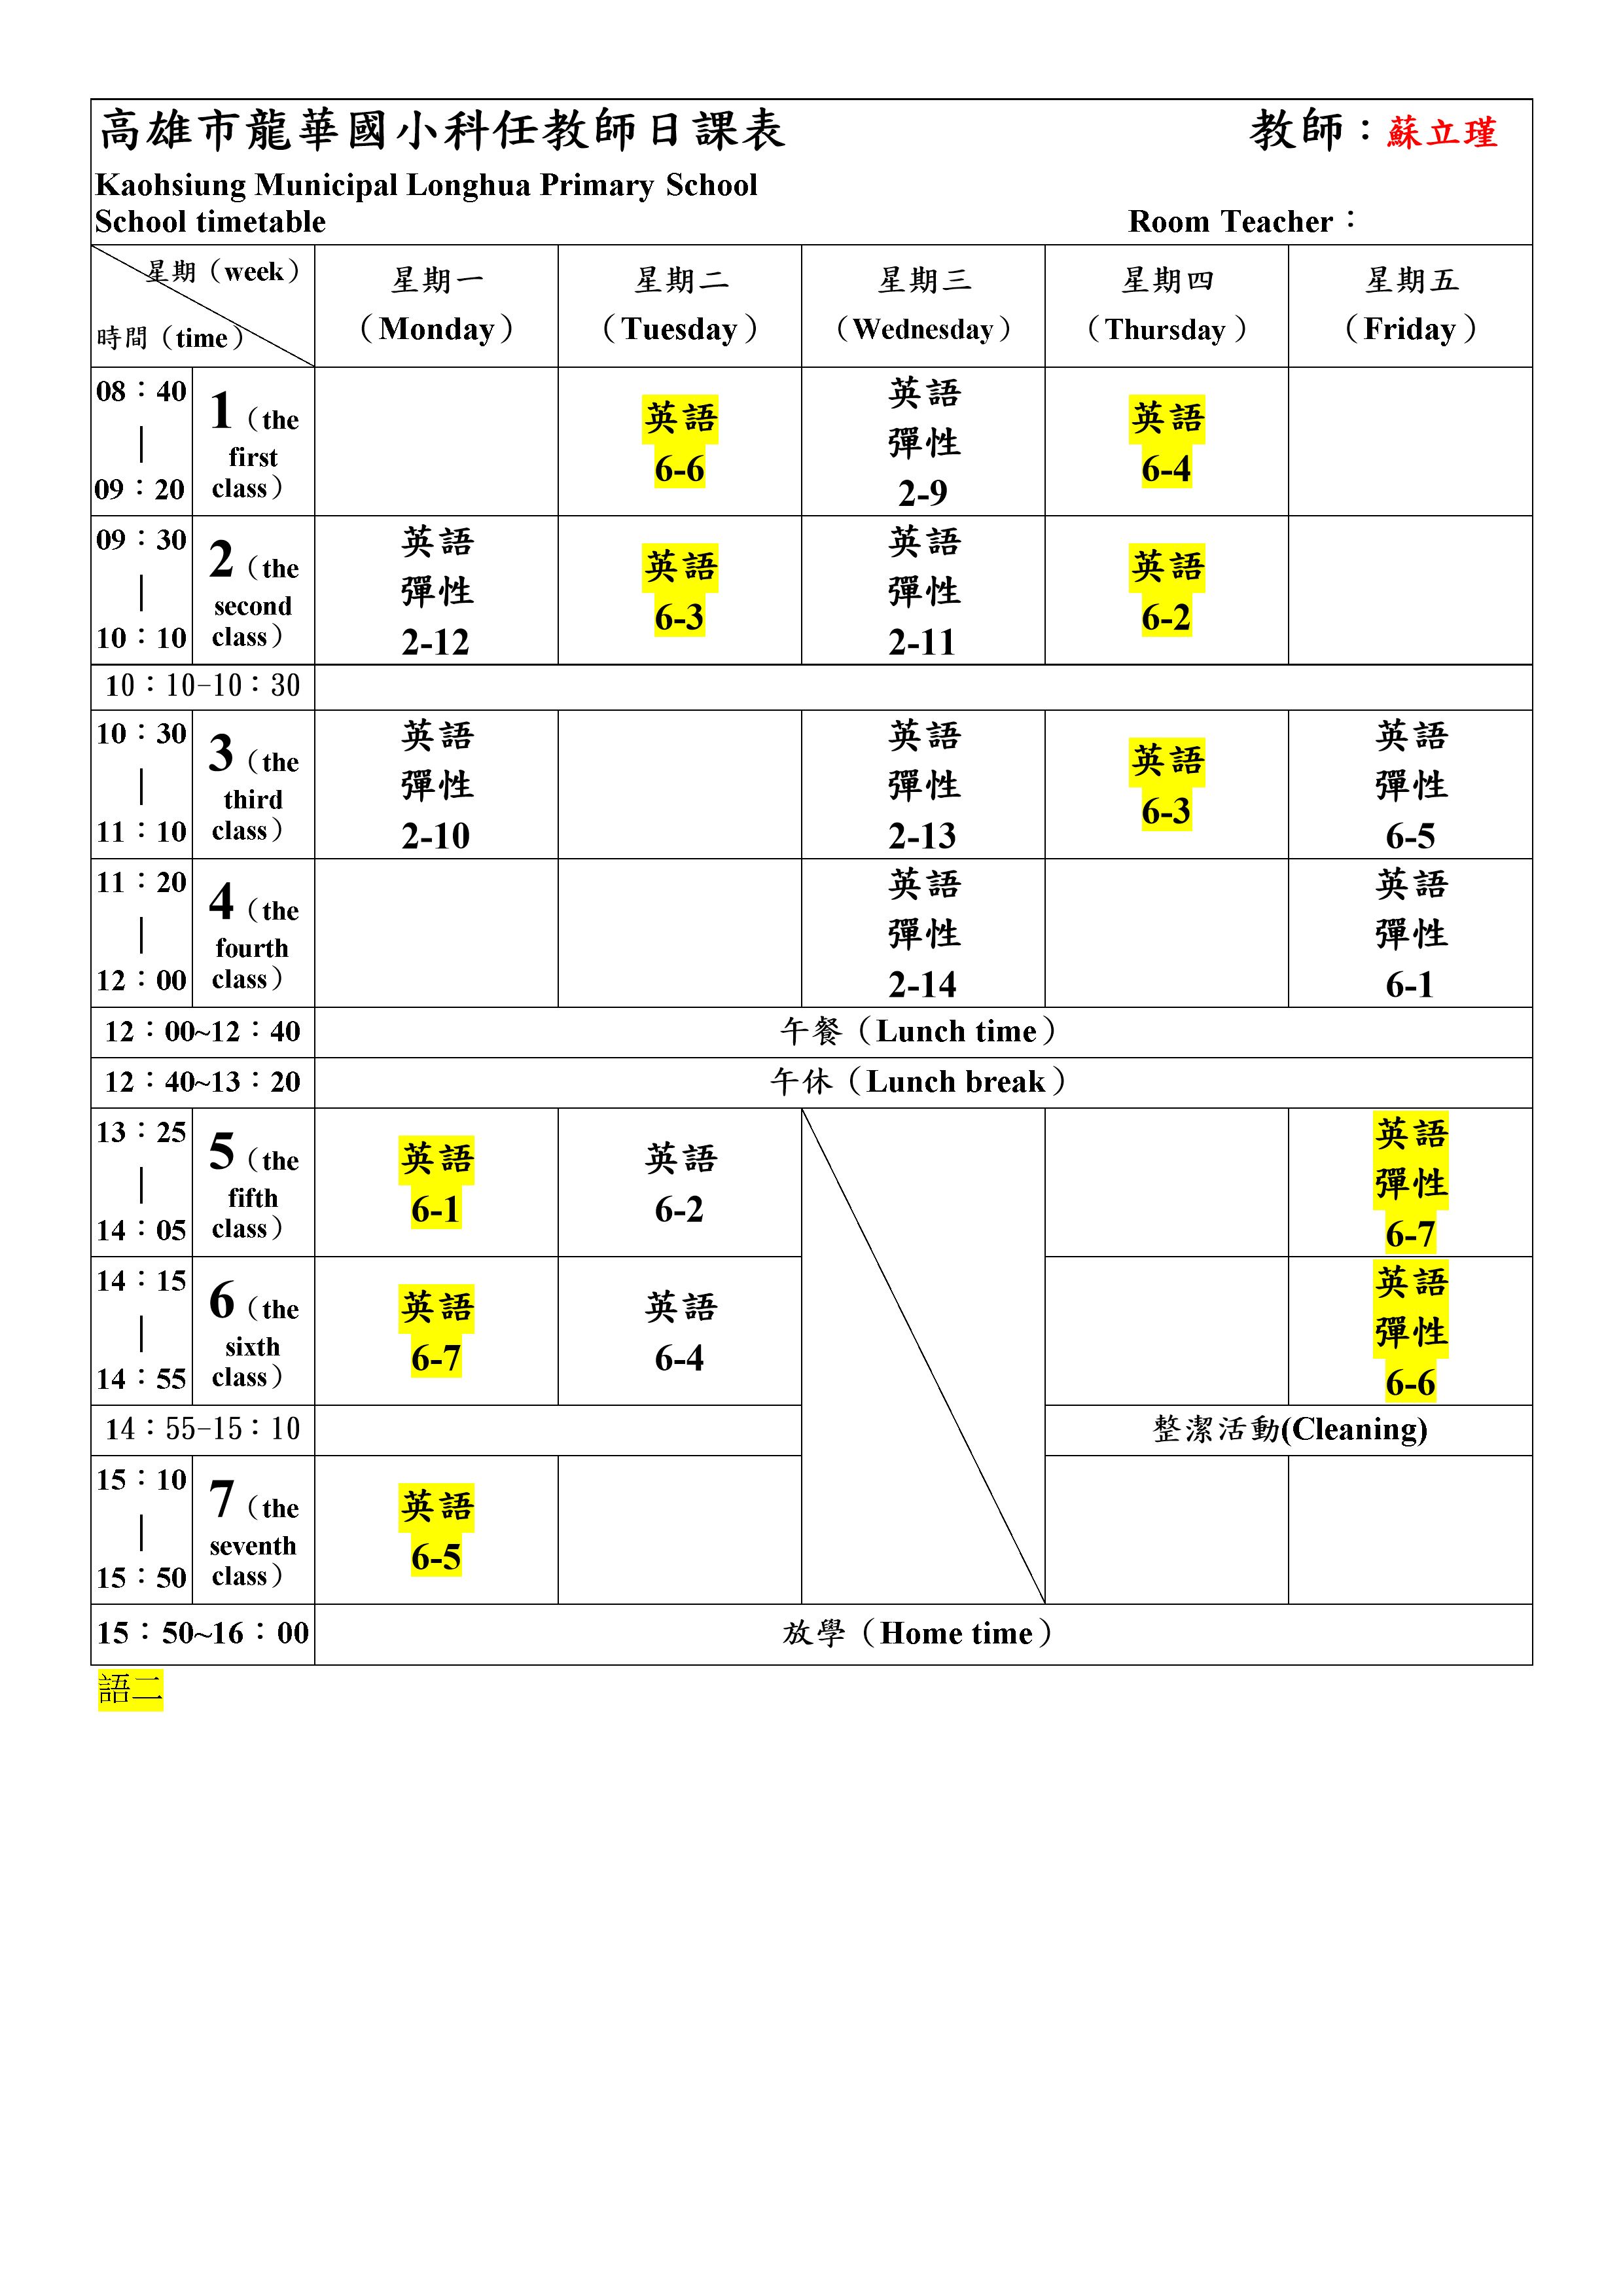 高雄市龍華國小科任教師日課表 教師：蘇立瑾
Kaohsiung Municipal Longhua Primary School
School timetable Room Teacher：
星期（week）
時間（time）
星期一 星期二 星期三 星期四 星期五
（Monday） （Tuesday） （Wednesday） （Thursday） （Friday）
08：40
｜
09：20
1（the
first
class）
英語
6-6
英語
彈性
2-9
英語
6-4
09：30
｜
10：10
2（the
second
class）
英語
彈性
2-12
英語
6-3
英語
彈性
2-11
英語
6-2
10：10-10：30
10：30
｜
11：10
3（the
third
class）
英語
彈性
2-10
英語
彈性
2-13
英語
6-3
英語
彈性
6-5
11：20
｜
12：00
4（the
fourth
class）
英語
彈性
2-14
英語
彈性
6-1
12：00~12：40 午餐（Lunch time）
12：40~13：20 午休（Lunch break）
13：25
｜
14：05
5（the
fifth
class）
英語
6-1
英語
6-2
英語
彈性
6-7
14：15
｜
14：55
6（the
sixth
class）
英語
6-7
英語
6-4
英語
彈性
6-6
14：55-15：10 整潔活動(Cleaning)
15：10
｜
15：50
7（the
seventh
class）
英語
6-5
15：50~16：00 放學（Home time）
語二